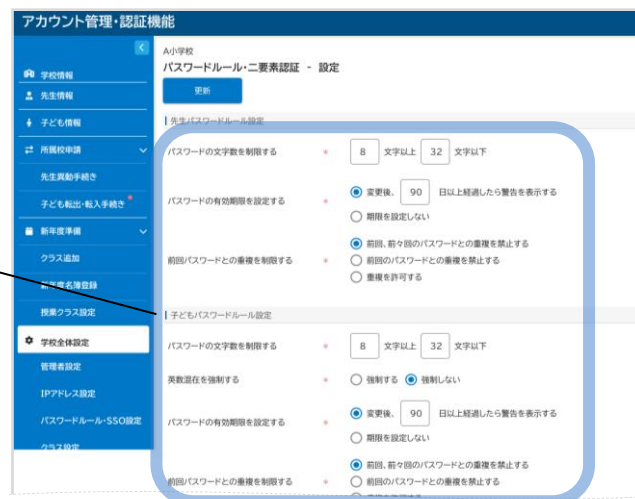 アカウント管理・認証機能
学校情報
先生情報
子ども情報
所属校申請
先生異動手続き
子ども転出・転入手続き
新年度準備
クラス追加
新年度名簿登録
授業クラス設定
学校全体設定
管理者設定
IPアドレス設定
パスワードルール・SSO設定
クラス設定
A小学校
パスワードルール・二要素認証 - 設定
更新
先生パスワードルール設定
パスワードの文字数を制限する * 8 文字以上 32 文字以下
パスワードの有効期限を設定する * 変更後、 90 日以上経過したら警告を表示する
期限を設定しない
前回、前々回のパスワードとの重複を禁止する
前回パスワードとの重複を制限する * 前回のパスワードとの重複を禁止する
重複を許可する
子どもパスワードルール設定
パスワードの文字数を制限する * 8 文字以上 32 文字以下
英数混在を強制する * 強制する 強制しない
パスワードの有効期限を設定する * 変更後、 90 日以上経過したら警告を表示する
期限を設定しない
前回、前々回のパスワードとの重複を禁止する
前回パスワードとの重複を制限する * 前回のパスワードとの重複を禁止する